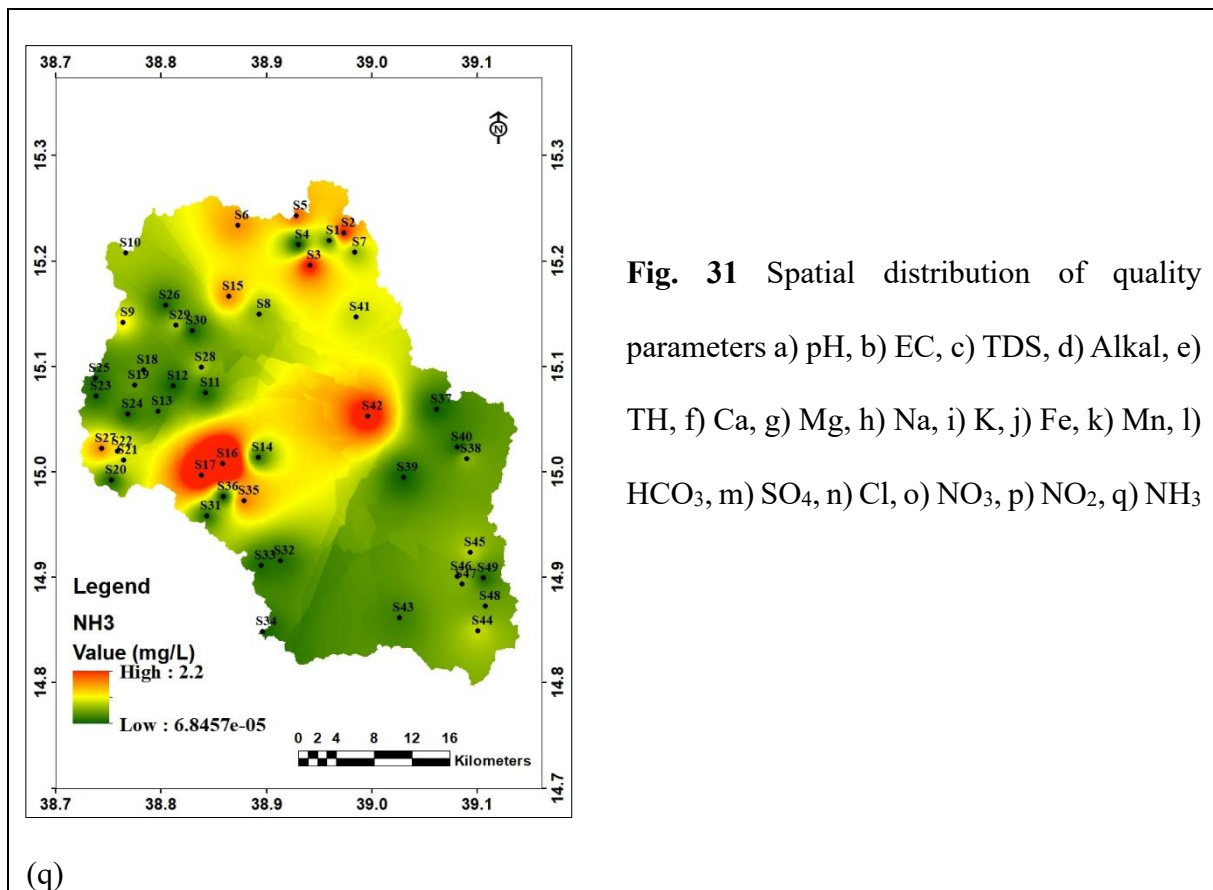 38.7 38.8 38.9 39.0 39.1
15.3
15.2
15.1
15.0
14.9
14.8
14.7
15.3
15.2
15.1
15.0
14.9
14.8
14.7
N
S5
S6
S2
S1
S4
S7
S10
S3
S15
S26
S8
S41
S9
S29
S30
S28
S18
S25
S19
S12
S11
S23
S24
S13
S42
S37
S27
S22
S21
S16
S14
S40
S38
S17
S20
S39
S36
S35
S31
S45
S33
S32
S46
S49
S47
S48
S43
S44
S34
Legend
NH3
Value (mg/L)
High : 2.2
Low : 6.8457e-05
0 2 4 8 12 16
Kilometers
38.7 38.8 38.9 39.0 39.1
(q)
Fig. 31 Spatial distribution of quality
parameters a) pH, b) EC, c) TDS, d) Alkal, e)
TH, f) Ca, g) Mg, h) Na, i) K, j) Fe, k) Mn, l)
HCO₃, m) SO₄, n) Cl, o) NO₃, p) NO₂, q) NH₃